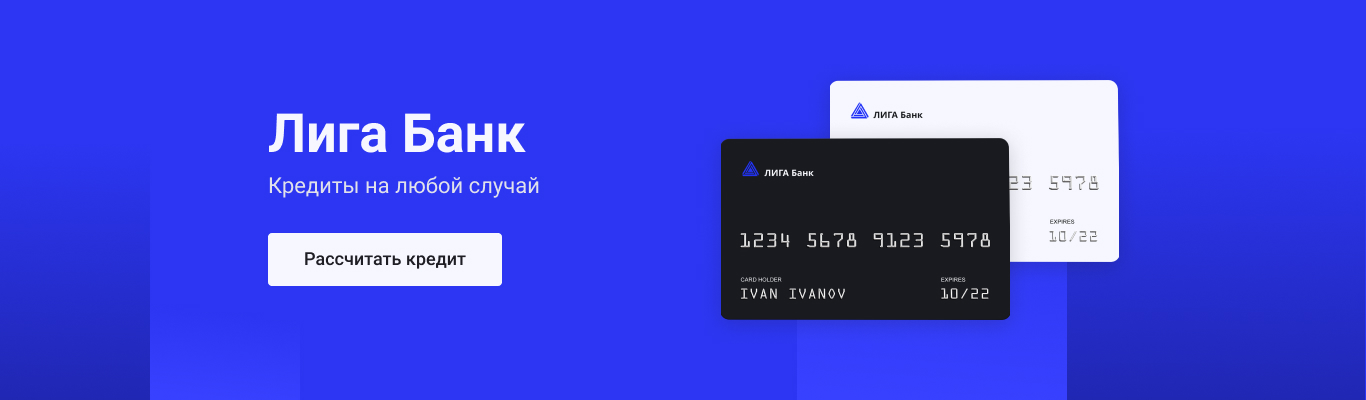 Лига Банк
Кредиты на любой случай
Рассчитать кредит
ЛИГА Банк
23 5978
EXPIRES
10/22
ЛИГА Банк
1234 5678 9123 5978
CARD HOLDER
IVAN IVANOV
EXPIRES
10/22